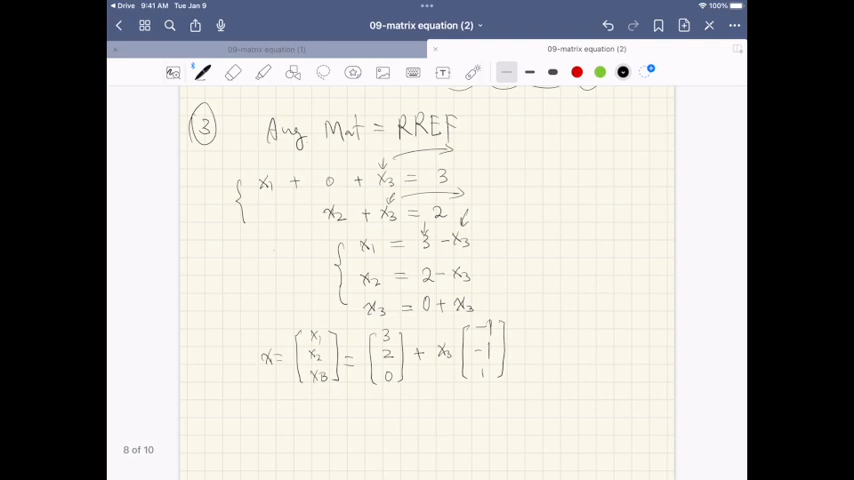 Drive 9:41 AM Tue Jan 9 100%
09-matrix equation (2)
09-matrix equation (1) 09-matrix equation (2)
3 Aug Mat = RREF
x₁ + 0 + x₃ = 3
x₂ + x₃ = 2
x₁ = 3 - x₃
x₂ = 2 - x₃
x₃ = 0 + x₃
x = [x₁ x₂ x3] = [3 2 0] + x₃ [-1 -1 1]
8 of 10